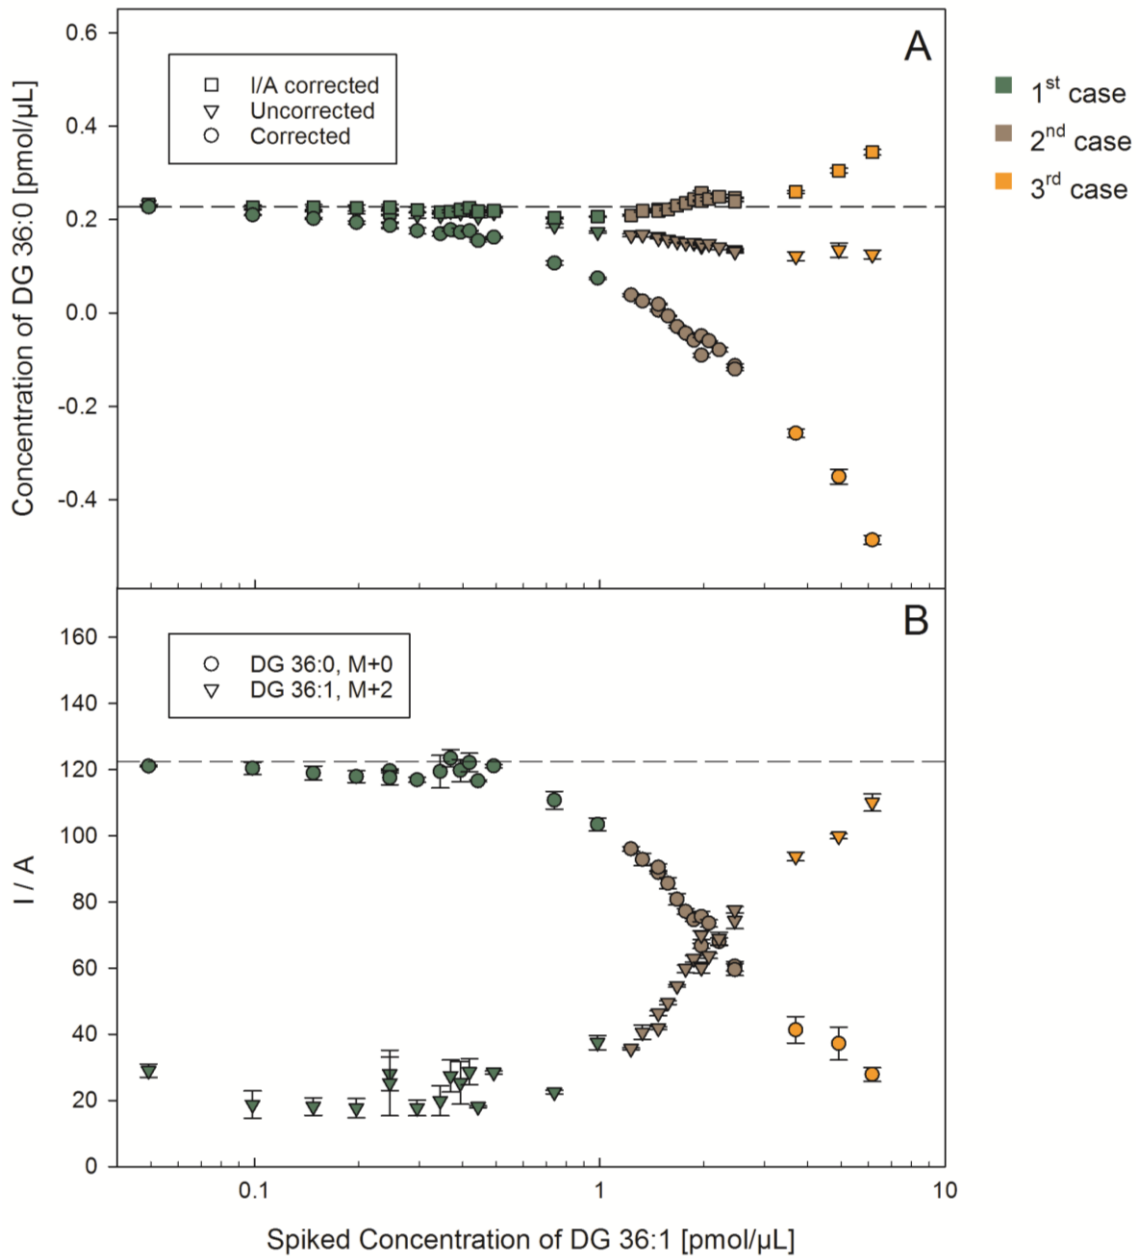 A
0.6
0.4
0.2
0.0
-0.2
-0.4
Concentration of DG 36:0 [pmol/µL]
I/A corrected
Uncorrected
Corrected
1st case
2nd case
3rd case
B
160
140
120
100
80
60
40
20
0
I / A
DG 36:0, M+0
DG 36:1, M+2
0.1 1 10
Spiked Concentration of DG 36:1 [pmol/µL]